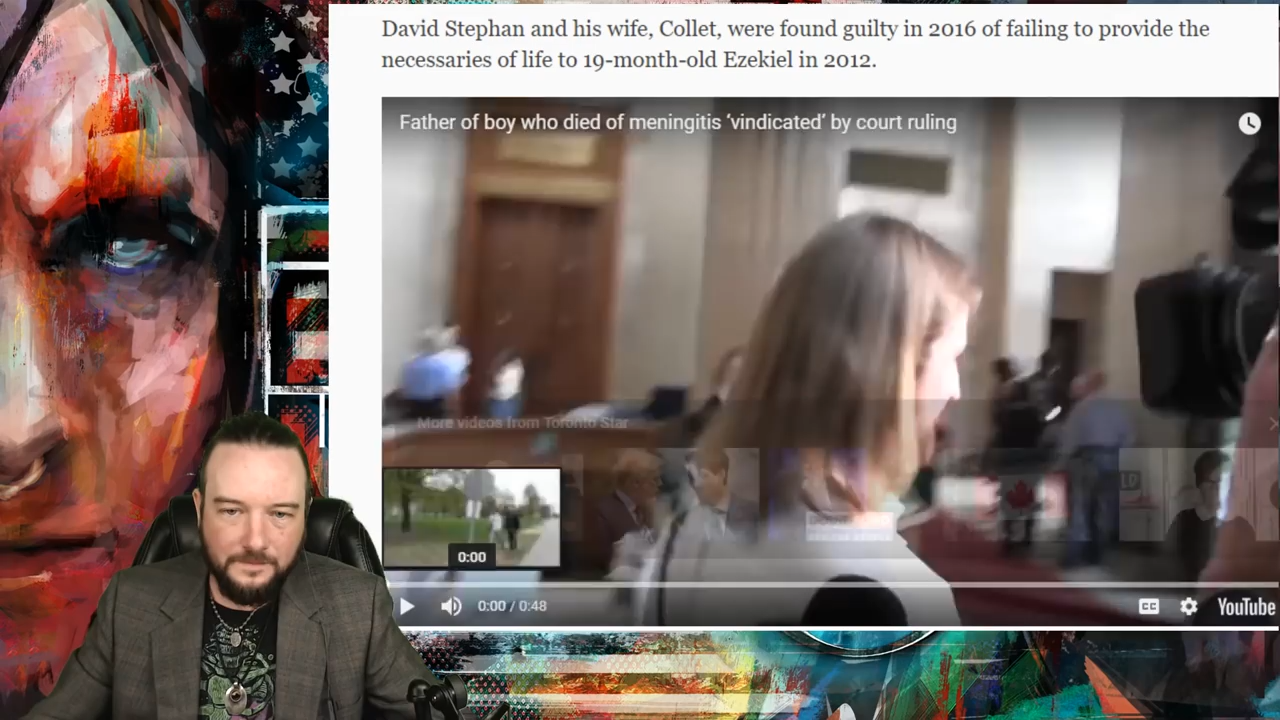 David Stephan and his wife, Collet, were found guilty in 2016 of failing to provide the
necessaries of life to 19-month-old Ezekiel in 2012.
Father of boy who died of meningitis ‘vindicated’ by court ruling
More videos from Toronto Star
LD
0:00
0:00 / 0:48
CC
YouTube